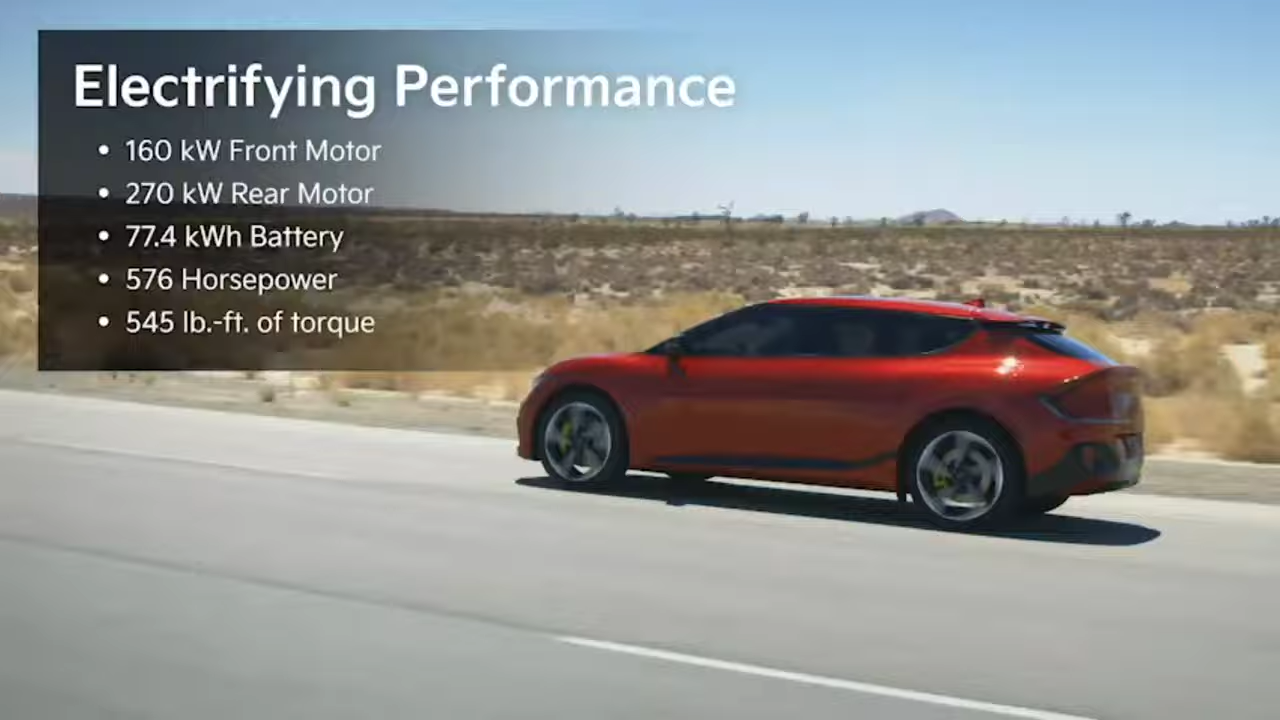 Electrifying Performance
• 160 kW Front Motor
• 270 kW Rear Motor
• 77.4 kWh Battery
• 576 Horsepower
• 545 lb.-ft. of torque